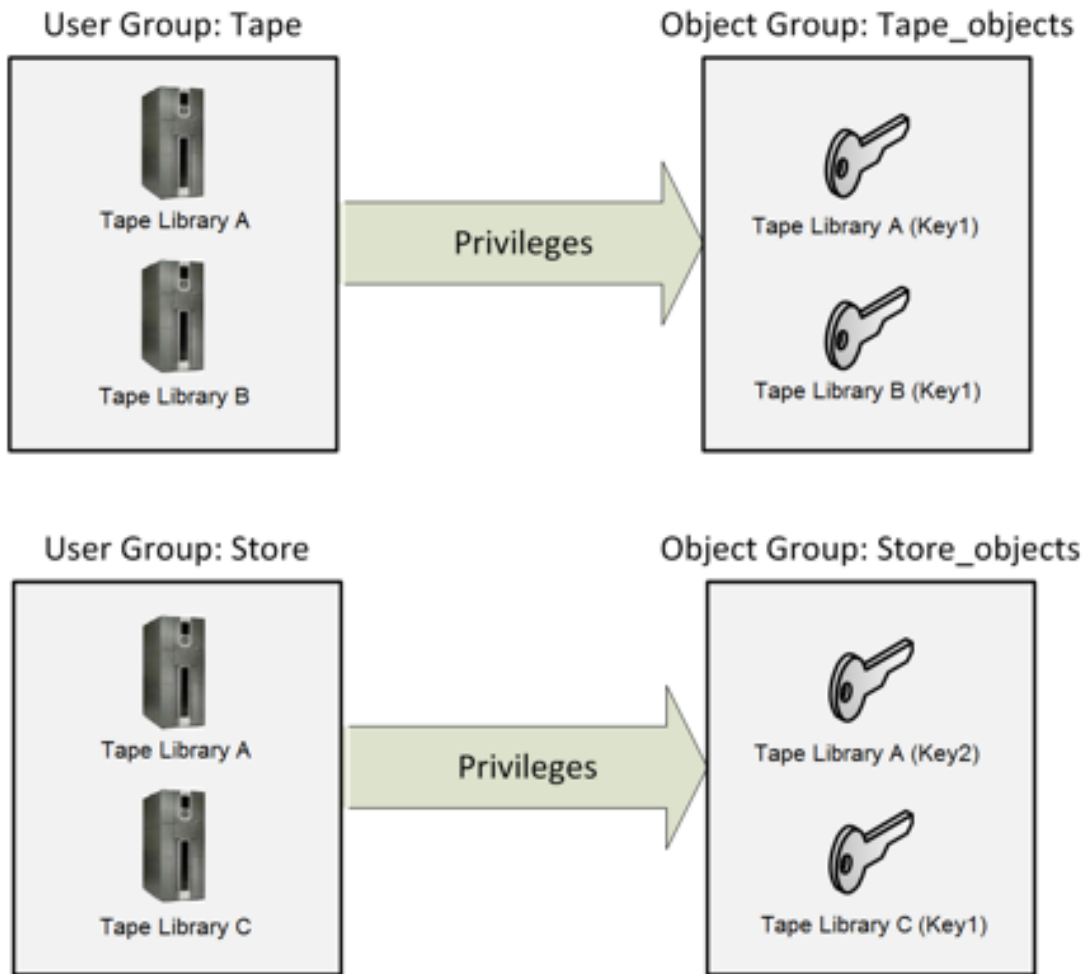 User Group: Tape
Object Group: Tape_objects
Tape Library A
Privileges
Tape Library A (Key1)
Tape Library B
Tape Library B (Key1)
User Group: Store
Object Group: Store_objects
Tape Library A
Privileges
Tape Library A (Key2)
Tape Library C
Tape Library C (Key1)